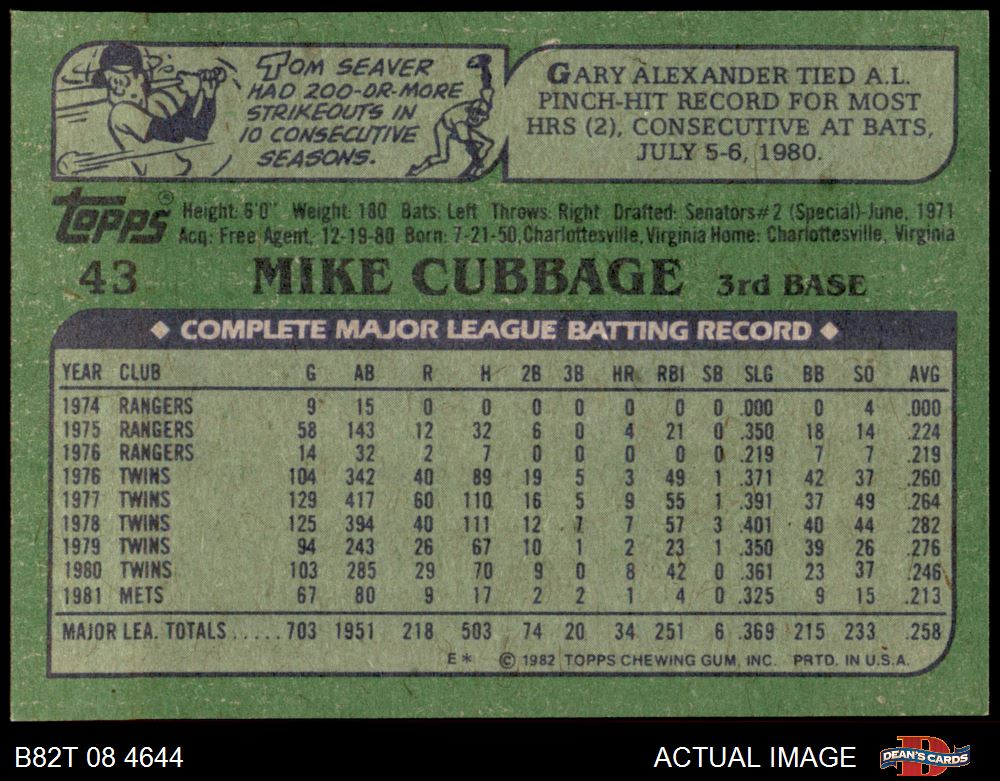 TOM SEAVER
HAD 200-OR-MORE
STRIKEOUTS IN
10 CONSECUTIVE
SEASONS.
GARY ALEXANDER TIED A.L.
PINCH-HIT RECORD FOR MOST
HRS (2), CONSECUTIVE AT BATS,
JULY 5-6, 1980.
Topps®
Height: 6'0" Weight: 180 Bats: Left Throws: Right Drafted: Senators #2 (Special)-June, 1971
Acq: Free Agent, 12-19-80 Born: 7-21-50, Charlottesville, Virginia Home: Charlottesville, Virginia
43 MIKE CUBBAGE 3rd BASE
◆ COMPLETE MAJOR LEAGUE BATTING RECORD ◆
YEAR CLUB G AB R H 2B 3B HR RBI SB SLG BB SO AVG
1974 RANGERS 9 15 0 0 0 0 0 0 0 .000 0 4 .000
1975 RANGERS 58 143 12 32 6 0 4 21 0 .350 18 14 .224
1976 RANGERS 14 32 2 7 0 0 0 0 0 .219 7 7 .219
1976 TWINS 104 342 40 89 19 5 3 49 1 .371 42 37 .260
1977 TWINS 129 417 60 110 16 5 9 55 1 .391 37 49 .264
1978 TWINS 125 394 40 111 12 7 7 57 3 .401 40 44 .282
1979 TWINS 94 243 26 67 10 1 2 23 1 .350 39 26 .276
1980 TWINS 103 285 29 70 9 0 8 42 0 .361 23 37 .246
1981 METS 67 80 9 17 2 2 1 4 0 .325 9 15 .213
MAJOR LEA. TOTALS.....703 1951 218 503 74 20 34 251 6 .369 215 233 .258
E* © 1982 TOPPS CHEWING GUM, INC. PRTD. IN U.S.A.
B82T 08 4644 ACTUAL IMAGE DEAN'S CARDS